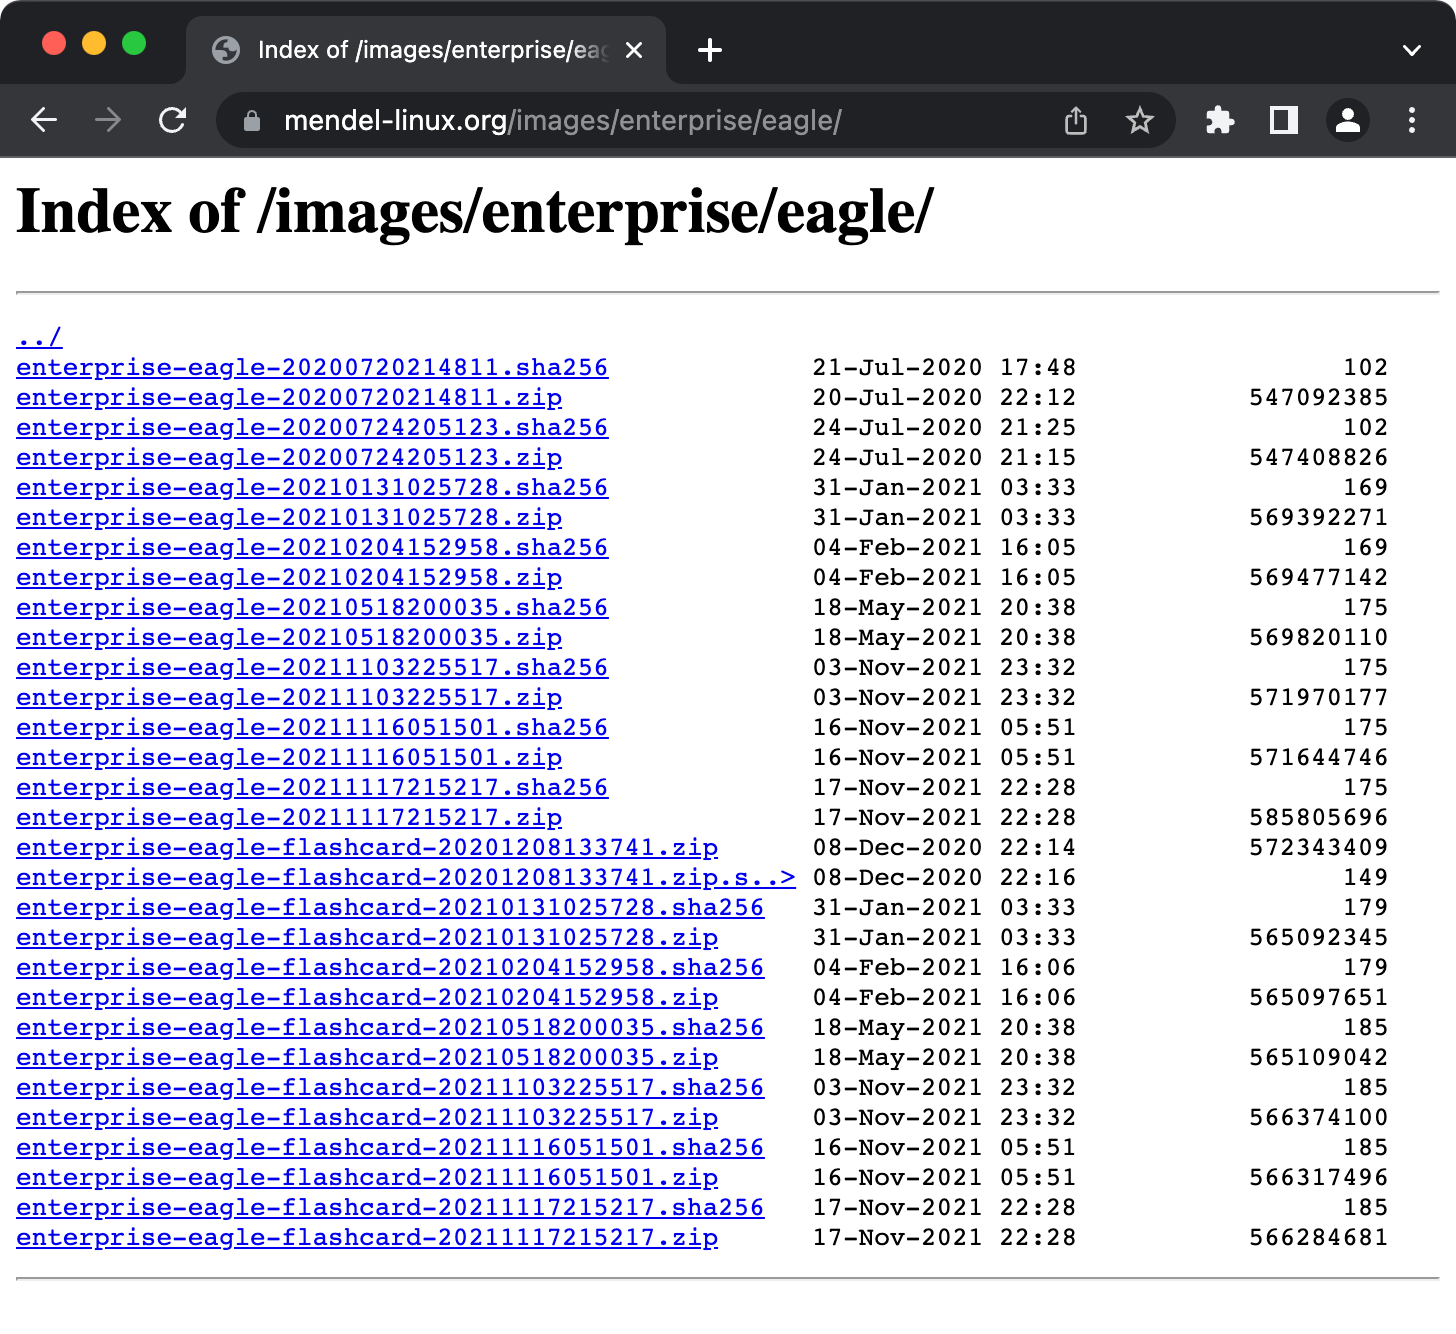 Index of /images/enterprise/eag
mendel-linux.org/images/enterprise/eagle/
Index of /images/enterprise/eagle/
../
enterprise-eagle-20200720214811.sha256 21-Jul-2020 17:48 102
enterprise-eagle-20200720214811.zip 20-Jul-2020 22:12 547092385
enterprise-eagle-20200724205123.sha256 24-Jul-2020 21:25 102
enterprise-eagle-20200724205123.zip 24-Jul-2020 21:15 547408826
enterprise-eagle-20210131025728.sha256 31-Jan-2021 03:33 169
enterprise-eagle-20210131025728.zip 31-Jan-2021 03:33 569392271
enterprise-eagle-20210204152958.sha256 04-Feb-2021 16:05 169
enterprise-eagle-20210204152958.zip 04-Feb-2021 16:05 569477142
enterprise-eagle-20210518200035.sha256 18-May-2021 20:38 175
enterprise-eagle-20210518200035.zip 18-May-2021 20:38 569820110
enterprise-eagle-20211103225517.sha256 03-Nov-2021 23:32 175
enterprise-eagle-20211103225517.zip 03-Nov-2021 23:32 571970177
enterprise-eagle-20211116051501.sha256 16-Nov-2021 05:51 175
enterprise-eagle-20211116051501.zip 16-Nov-2021 05:51 571644746
enterprise-eagle-20211117215217.sha256 17-Nov-2021 22:28 175
enterprise-eagle-20211117215217.zip 17-Nov-2021 22:28 585805696
enterprise-eagle-flashcard-20201208133741.zip 08-Dec-2020 22:14 572343409
enterprise-eagle-flashcard-20201208133741.zip.s..> 08-Dec-2020 22:16 149
enterprise-eagle-flashcard-20210131025728.sha256 31-Jan-2021 03:33 179
enterprise-eagle-flashcard-20210131025728.zip 31-Jan-2021 03:33 565092345
enterprise-eagle-flashcard-20210204152958.sha256 04-Feb-2021 16:06 179
enterprise-eagle-flashcard-20210204152958.zip 04-Feb-2021 16:06 565097651
enterprise-eagle-flashcard-20210518200035.sha256 18-May-2021 20:38 185
enterprise-eagle-flashcard-20210518200035.zip 18-May-2021 20:38 565109042
enterprise-eagle-flashcard-20211103225517.sha256 03-Nov-2021 23:32 185
enterprise-eagle-flashcard-20211103225517.zip 03-Nov-2021 23:32 566374100
enterprise-eagle-flashcard-20211116051501.sha256 16-Nov-2021 05:51 185
enterprise-eagle-flashcard-20211116051501.zip 16-Nov-2021 05:51 566317496
enterprise-eagle-flashcard-20211117215217.sha256 17-Nov-2021 22:28 185
enterprise-eagle-flashcard-20211117215217.zip 17-Nov-2021 22:28 566284681